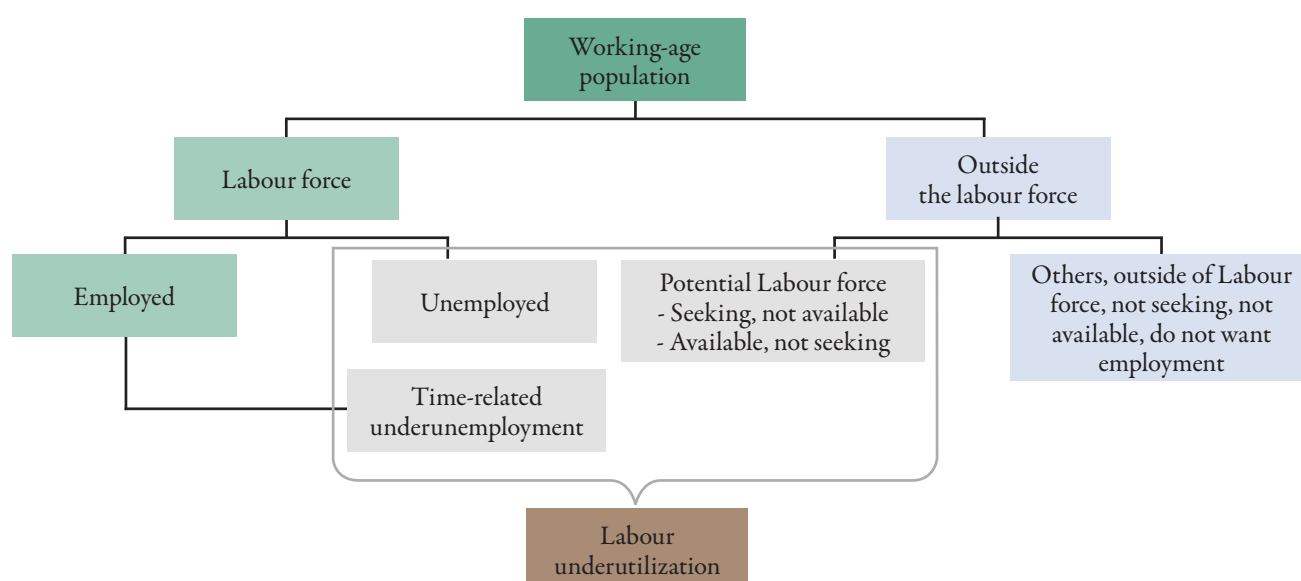 Working-age
population
Labour force
Outside
the labour force
Employed
Unemployed
Potential Labour force
- Seeking, not available
- Available, not seeking
Others, outside of Labour
force, not seeking, not
available, do not want
employment
Time-related
underunemployment
Labour
underutilization